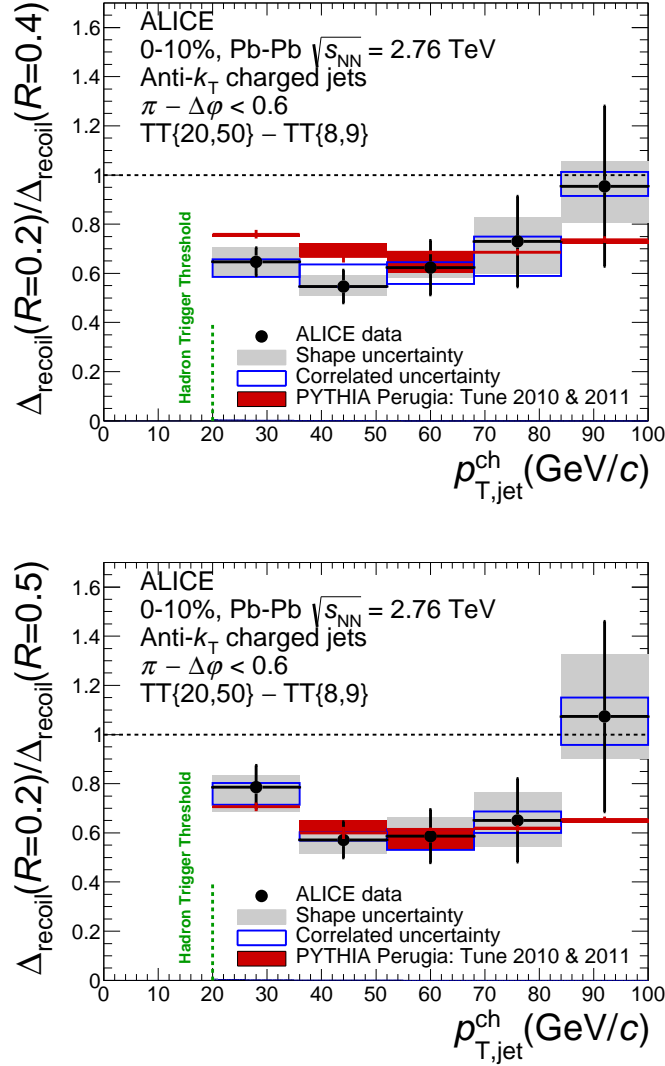 Δrecoil(R=0.2)/Δrecoil(R=0.4)
ALICE
0-10%, Pb-Pb √sNN = 2.76 TeV
Anti-kT charged jets
π − Δφ < 0.6
TT{20,50} − TT{8,9}
1.6
1.4
1.2
1
0.8
0.6
0.4
0.2
0
Hadron Trigger Threshold
ALICE data
Shape uncertainty
Correlated uncertainty
PYTHIA Perugia: Tune 2010 & 2011
0 10 20 30 40 50 60 70 80 90 100
p ch T,jet (GeV/c)
Δrecoil(R=0.2)/Δrecoil(R=0.5)
ALICE
0-10%, Pb-Pb √sNN = 2.76 TeV
Anti-kT charged jets
π − Δφ < 0.6
TT{20,50} − TT{8,9}
1.6
1.4
1.2
1
0.8
0.6
0.4
0.2
0
Hadron Trigger Threshold
ALICE data
Shape uncertainty
Correlated uncertainty
PYTHIA Perugia: Tune 2010 & 2011
0 10 20 30 40 50 60 70 80 90 100
p ch T,jet (GeV/c)